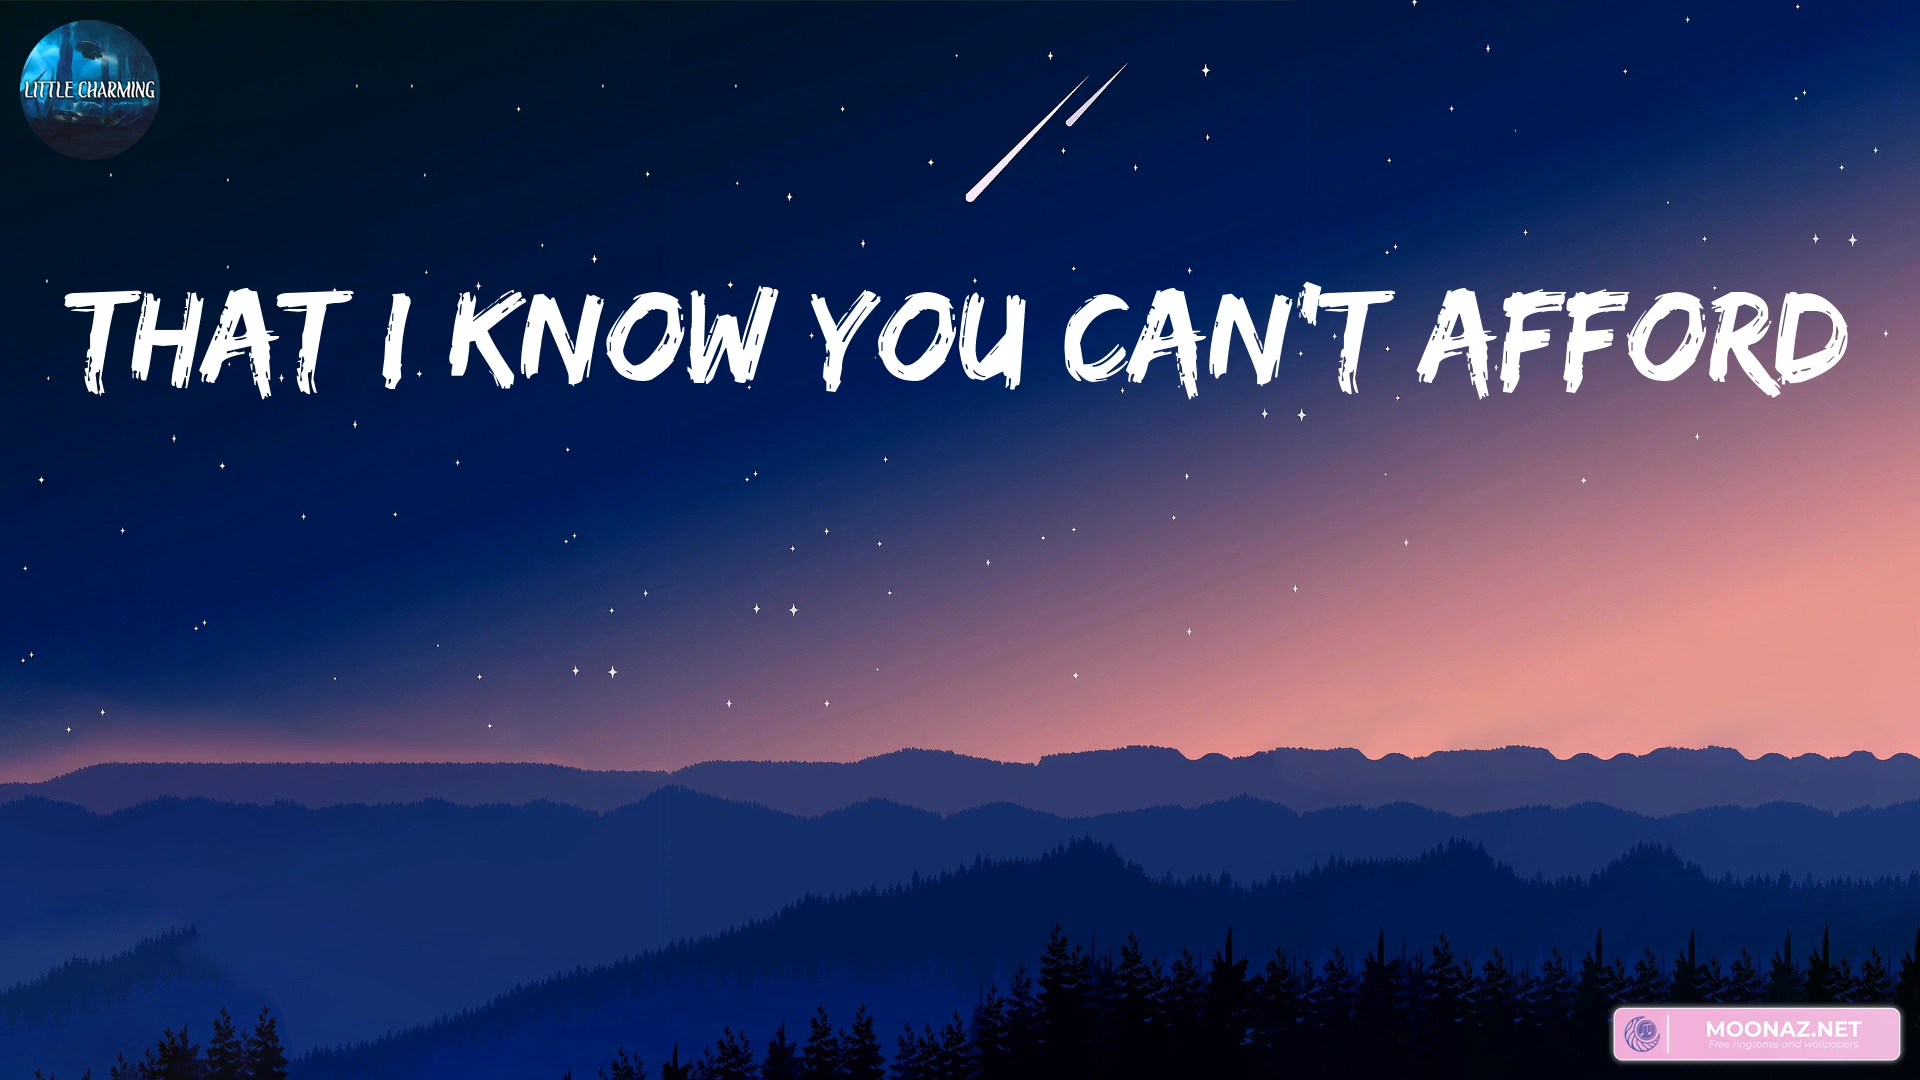 LITTLE CHARMING
THAT I KNOW YOU CAN'T AFFORD
MOONAZ.NET
Free ringtones and wallpapers